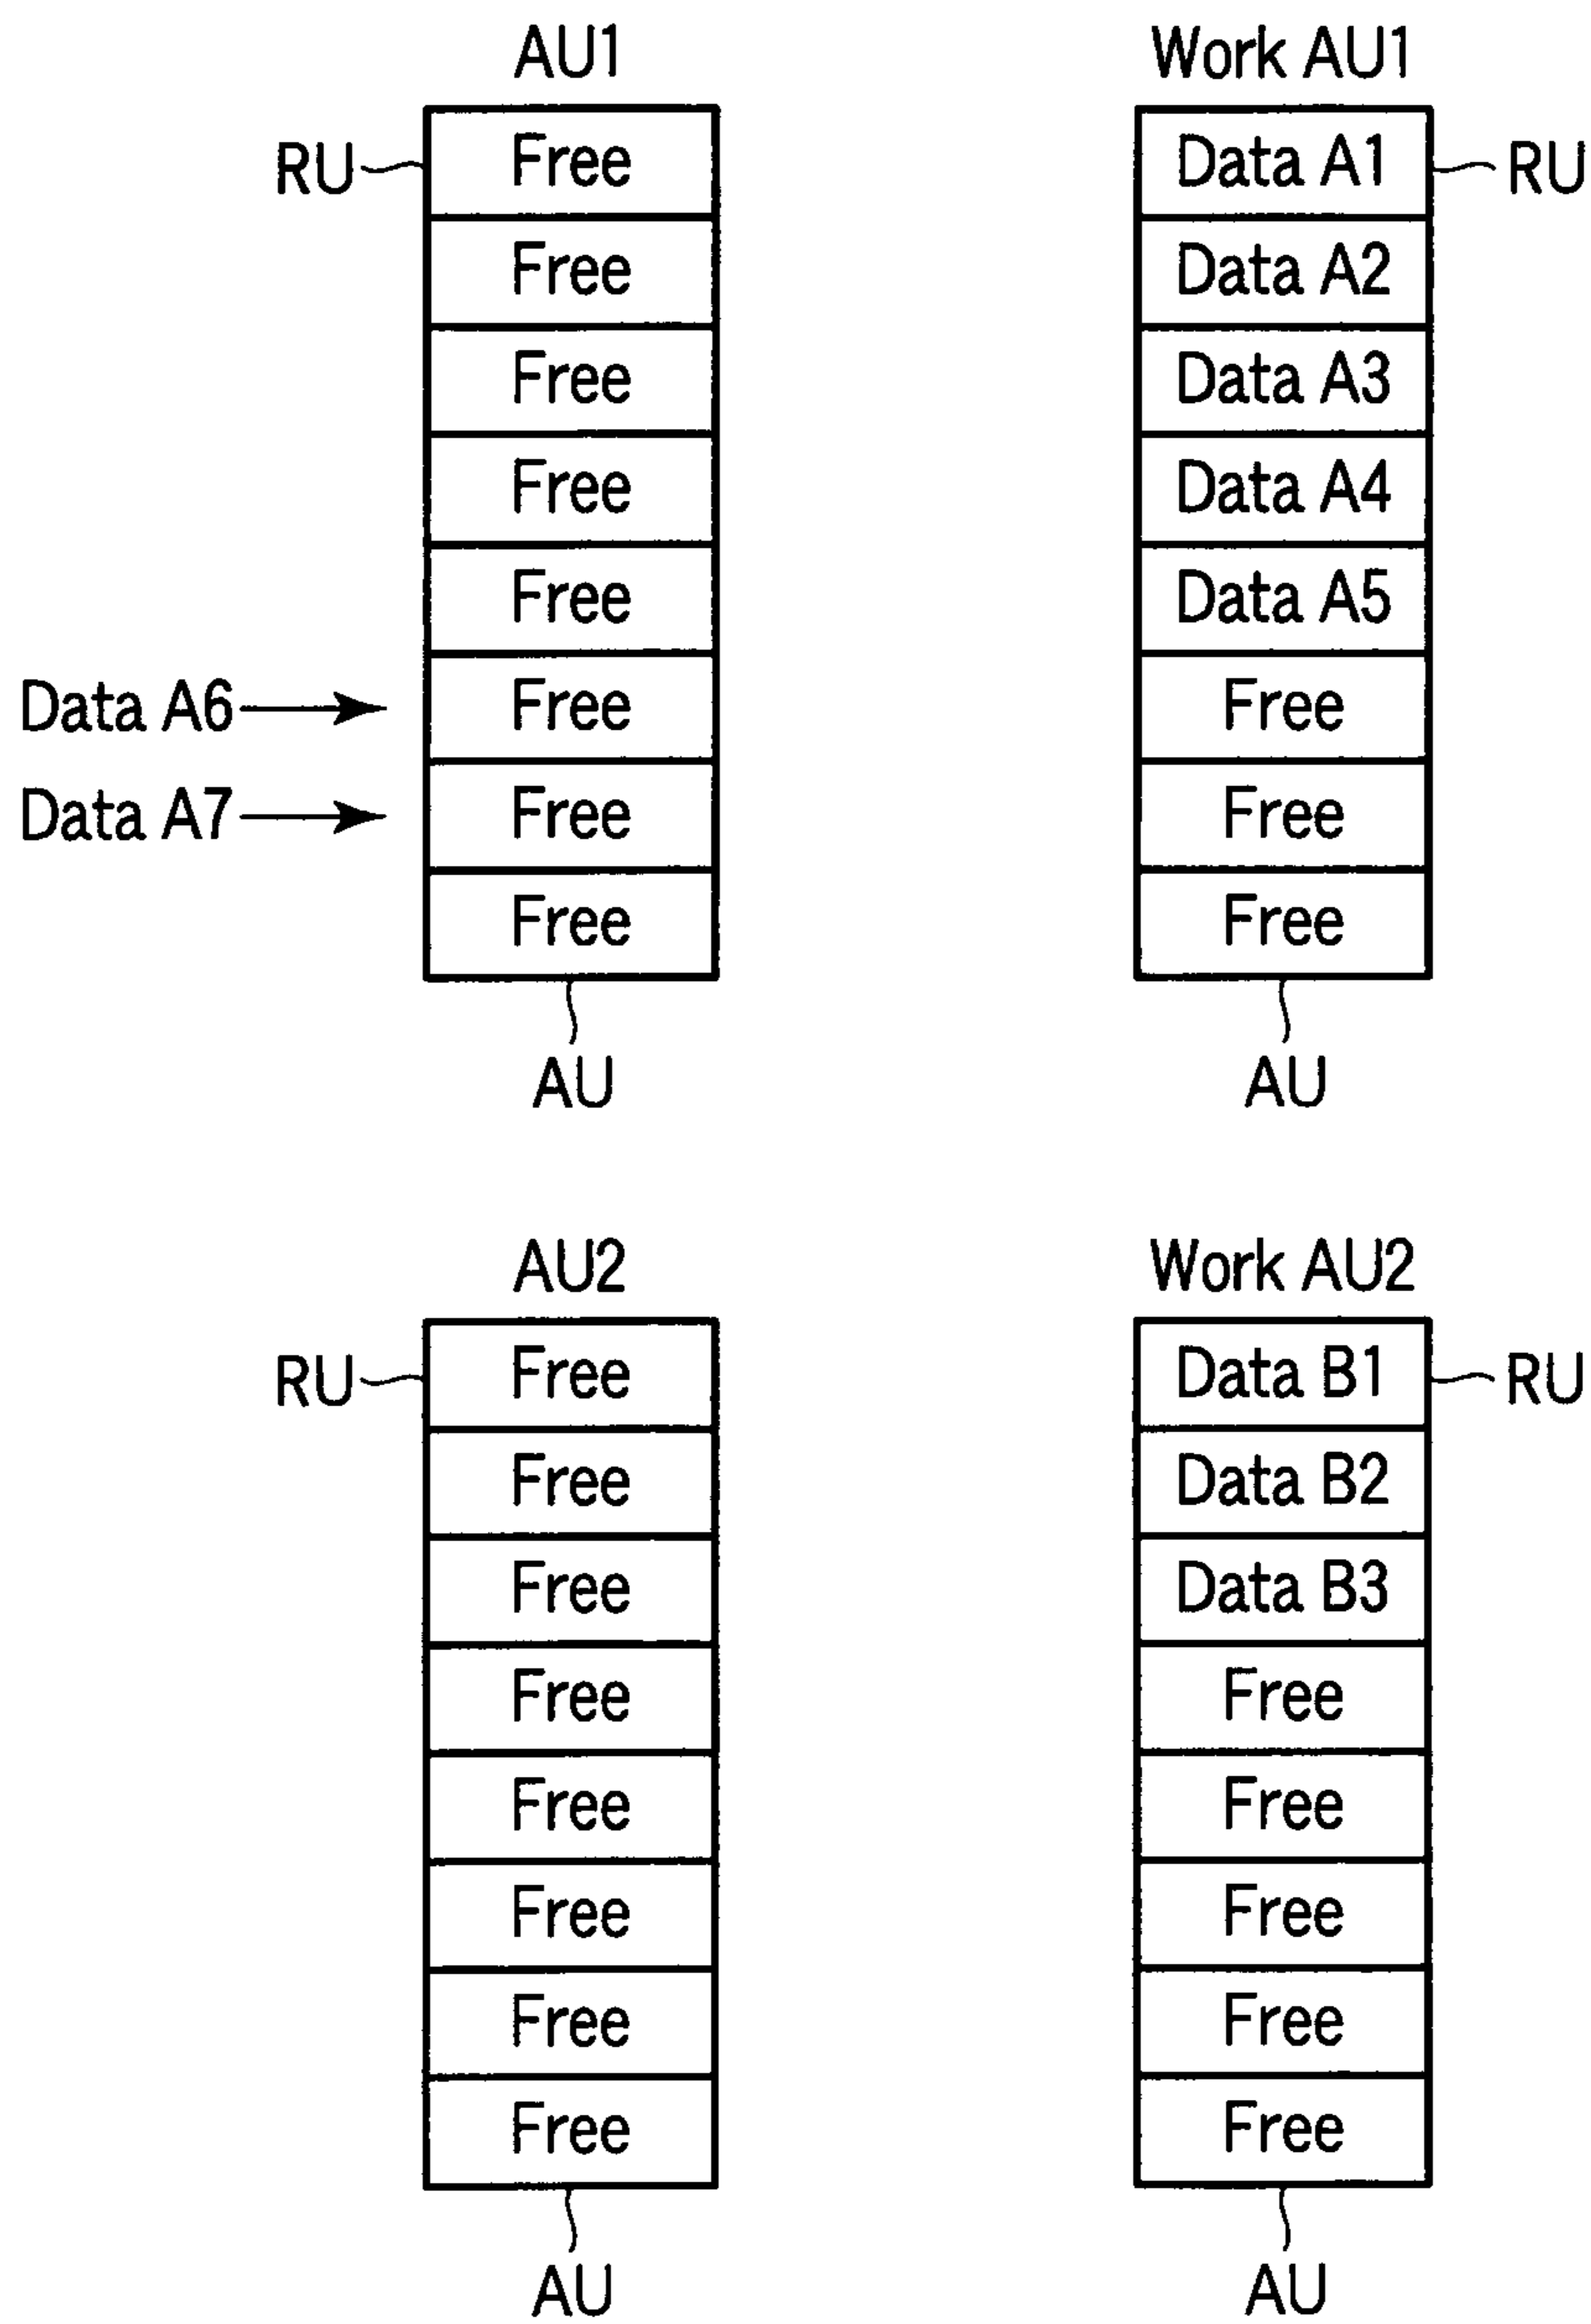 AU1
RU
Free
Free
Free
Free
Free
Data A6
Free
Data A7
Free
Free
AU
Work AU1
Data A1
RU
Data A2
Data A3
Data A4
Data A5
Free
Free
Free
AU
AU2
RU
Free
Free
Free
Free
Free
Free
Free
Free
AU
Work AU2
Data B1
RU
Data B2
Data B3
Free
Free
Free
Free
Free
AU